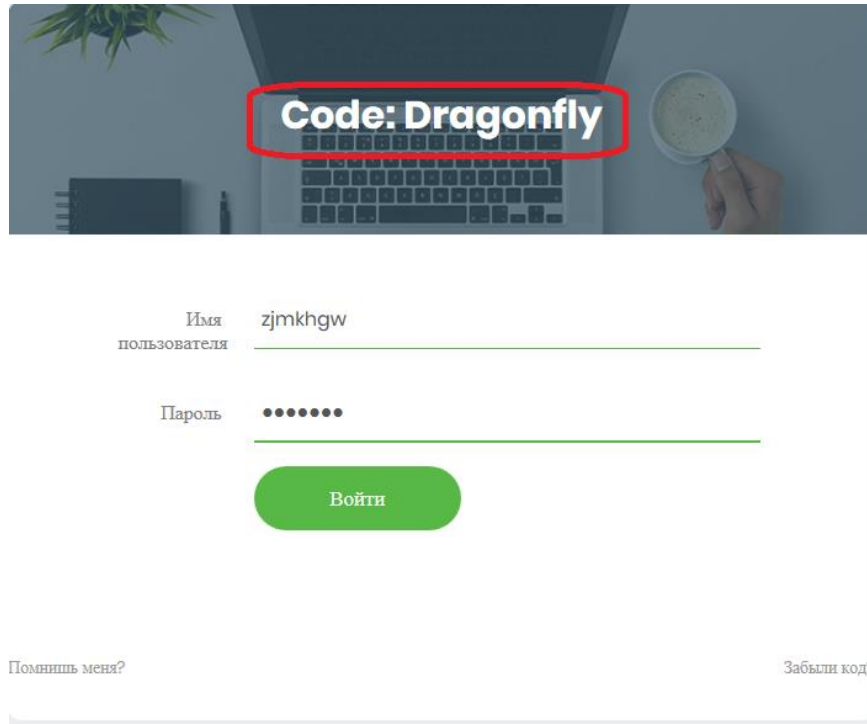 Code: Dragonfly
Имя
пользователя
zjmkhgw
Пароль
•••••••
Войти
Помнишь меня?
Забыли код